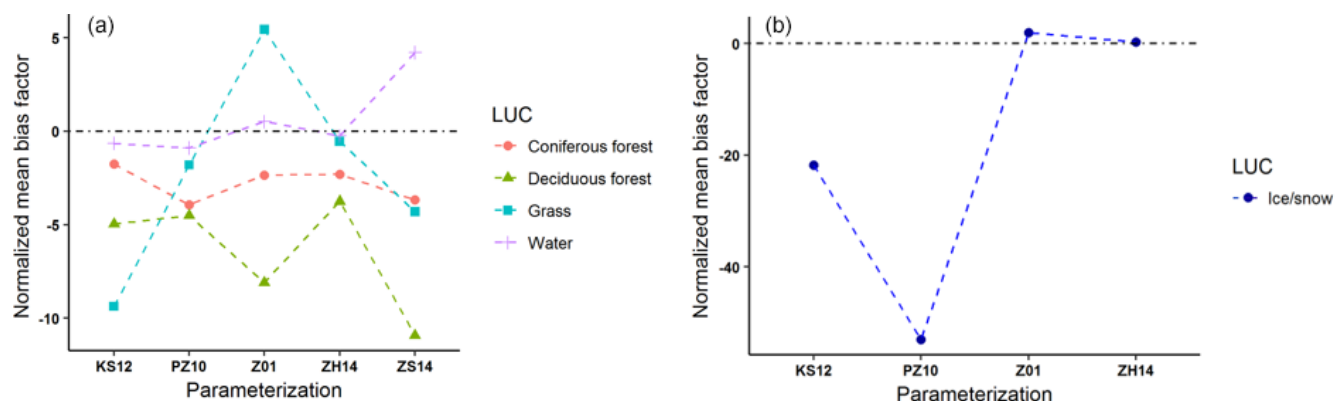 (a)
Normalized mean bias factor
5
0
-5
-10
KS12 PZ10 Z01 ZH14 ZS14
Parameterization
LUC
Coniferous forest
Deciduous forest
Grass
Water
(b)
Normalized mean bias factor
0
-20
-40
KS12 PZ10 Z01 ZH14
Parameterization
LUC
Ice/snow